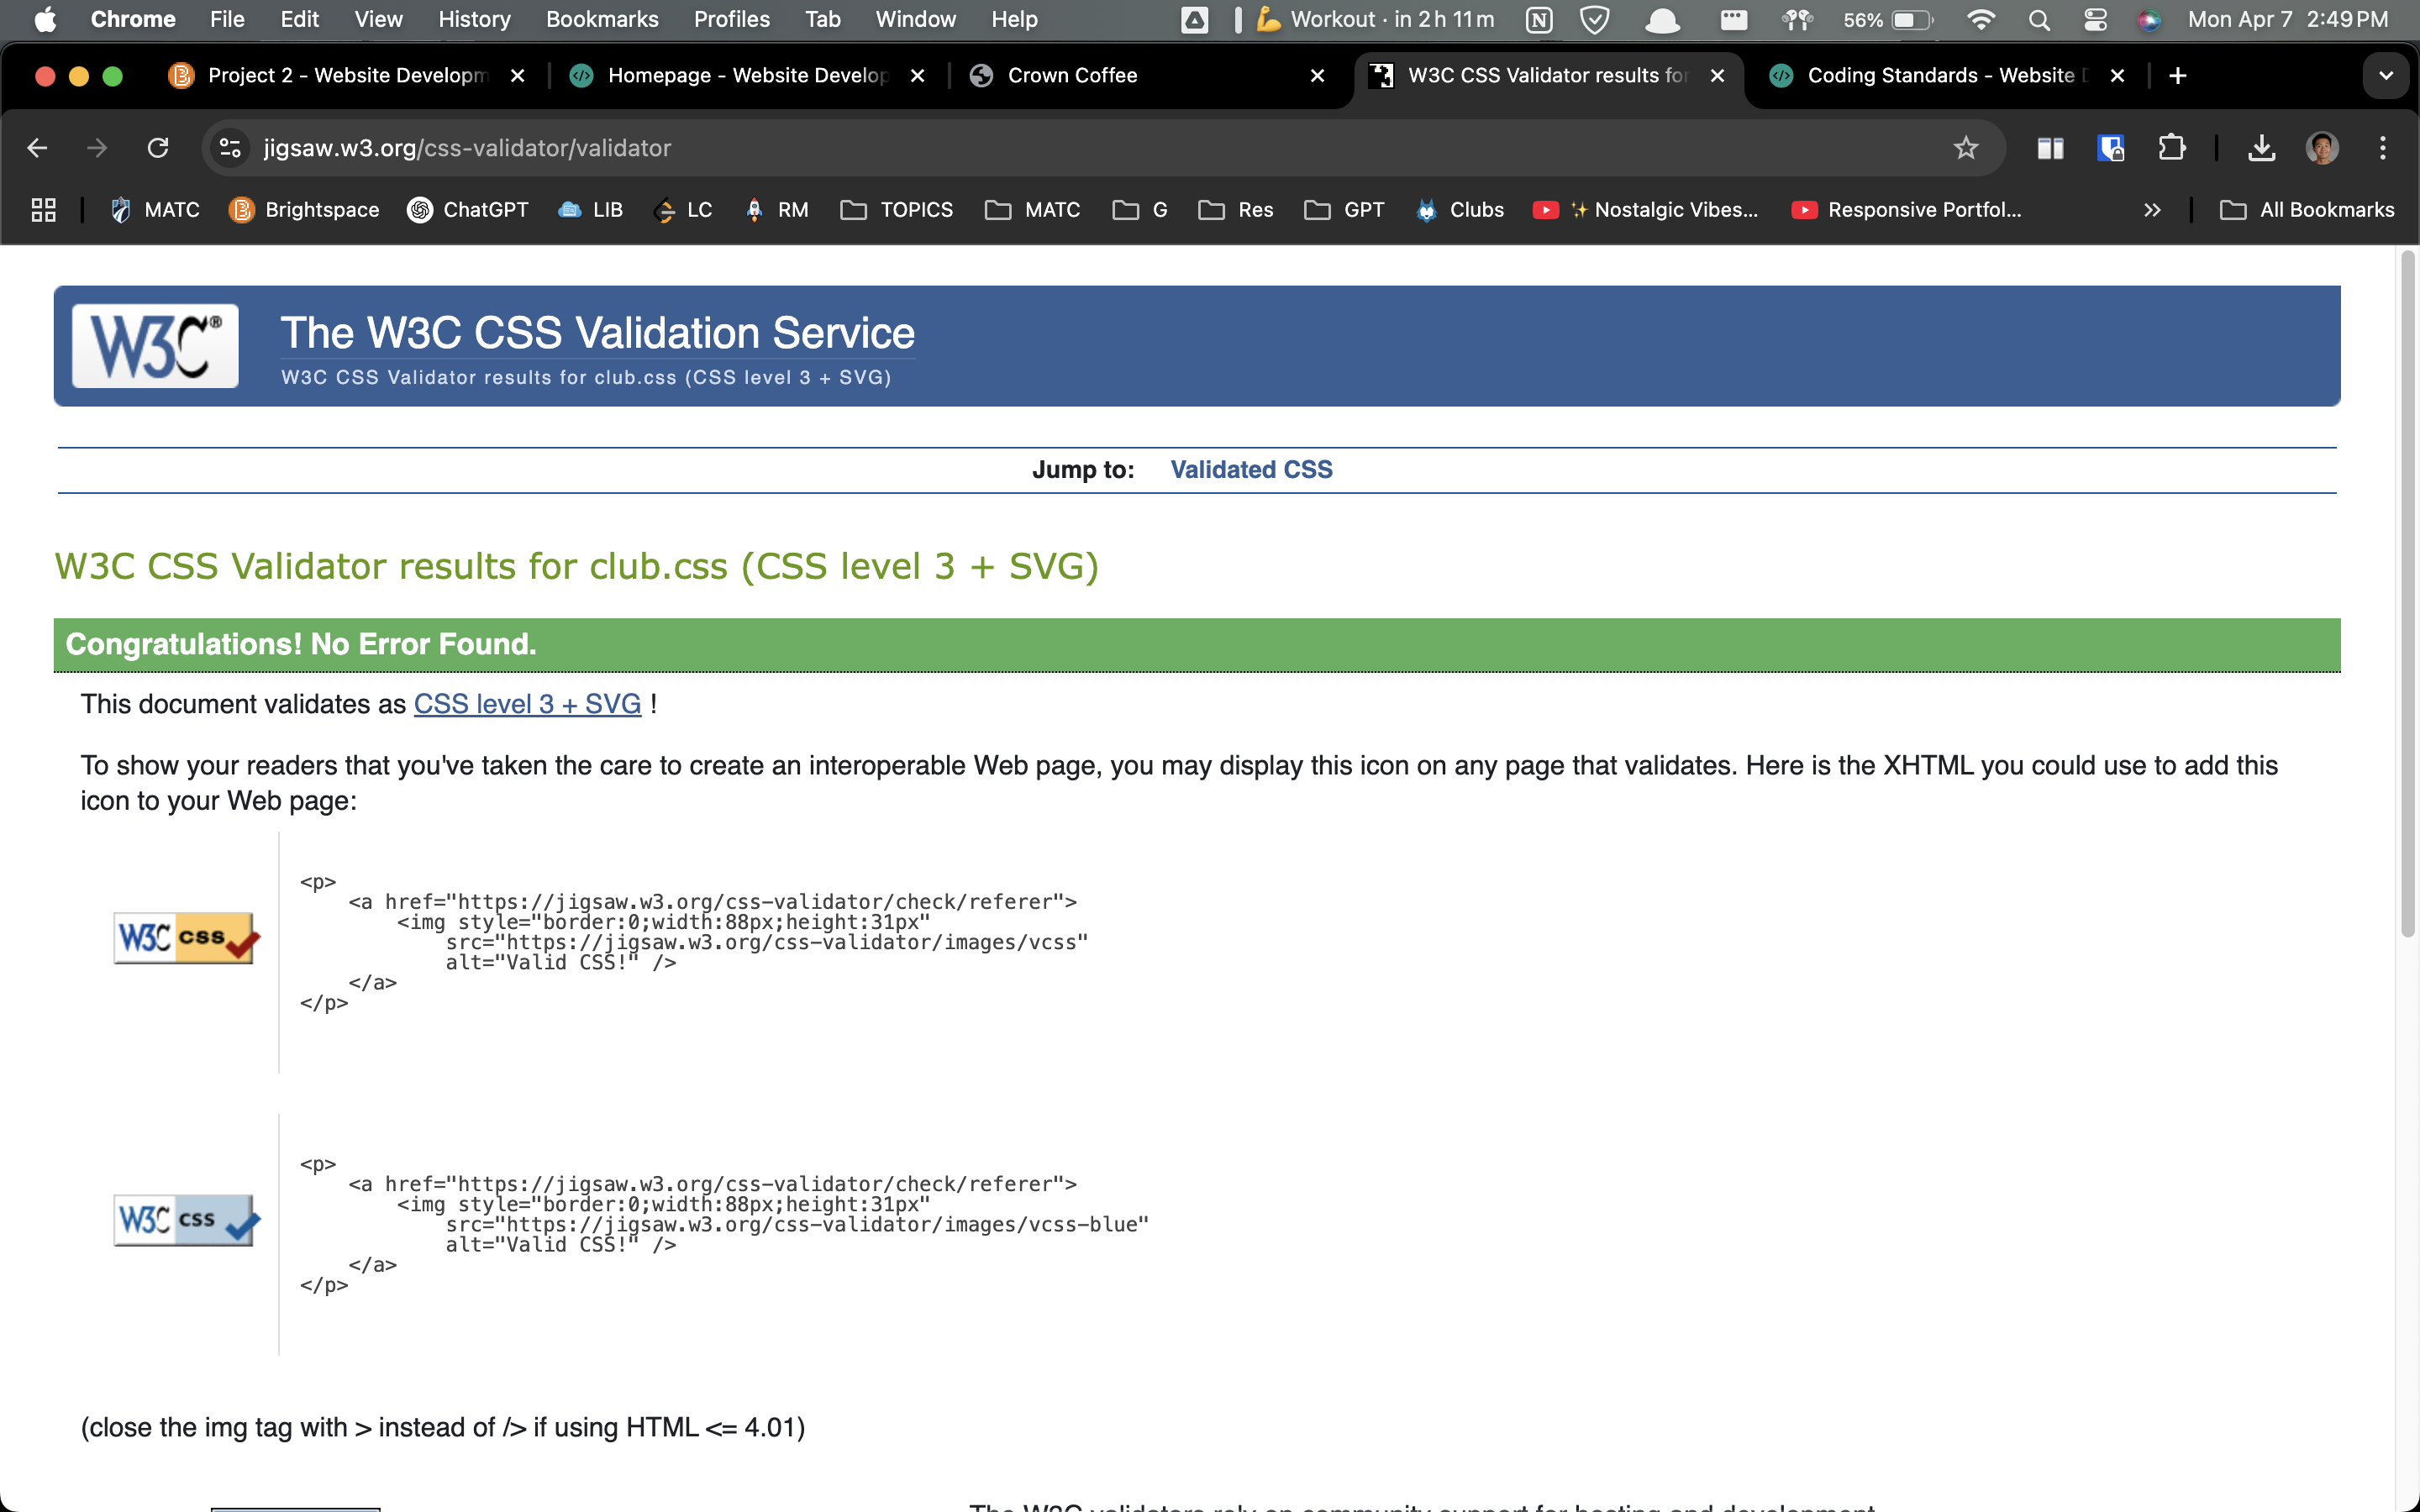 Chrome File Edit View History Bookmarks Profiles Tab Window Help Workout · in 2 h 11 m 56% Mon Apr 7 2:49 PM
Project 2 - Website Developm Homepage - Website Develop Crown Coffee W3C CSS Validator results for Coding Standards - Website
jigsaw.w3.org/css-validator/validator
MATC Brightspace ChatGPT LIB LC RM TOPICS MATC G Res GPT Clubs ✨ Nostalgic Vibes... Responsive Portfol... » All Bookmarks
W3C®
The W3C CSS Validation Service
W3C CSS Validator results for club.css (CSS level 3 + SVG)
Jump to: Validated CSS
W3C CSS Validator results for club.css (CSS level 3 + SVG)
Congratulations! No Error Found.
This document validates as CSS level 3 + SVG !
To show your readers that you've taken the care to create an interoperable Web page, you may display this icon on any page that validates. Here is the XHTML you could use to add this
icon to your Web page:
W3C css
<p>
<a href="https://jigsaw.w3.org/css-validator/check/referer">
<img style="border:0;width:88px;height:31px"
src="https://jigsaw.w3.org/css-validator/images/vcss"
alt="Valid CSS!" />
</a>
</p>
W3C css
<p>
<a href="https://jigsaw.w3.org/css-validator/check/referer">
<img style="border:0;width:88px;height:31px"
src="https://jigsaw.w3.org/css-validator/images/vcss-blue"
alt="Valid CSS!" />
</a>
</p>
(close the img tag with > instead of /> if using HTML <= 4.01)
The W3C validators rely on community support for hosting and development.